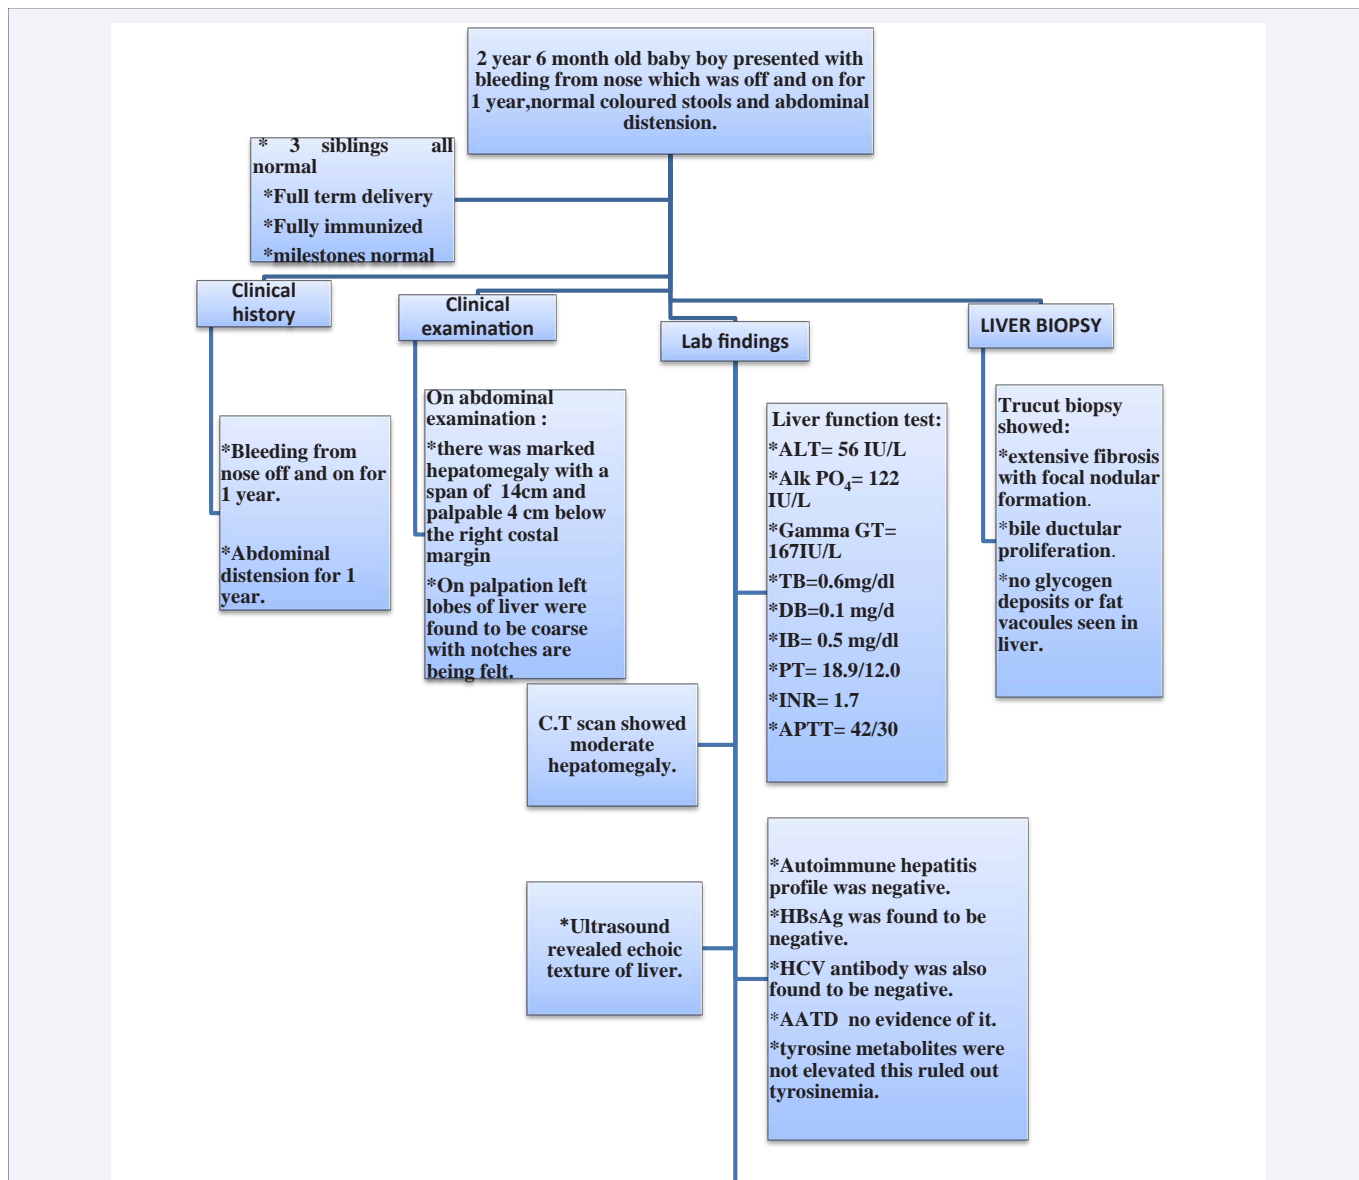 2 year 6 month old baby boy presented with
bleeding from nose which was off and on for
1 year,normal coloured stools and abdominal
distension.
* 3 siblings all
normal
*Full term delivery
*Fully immunized
*milestones normal
Clinical
history
Clinical
examination
Lab findings
LIVER BIOPSY
*Bleeding from
nose off and on for
1 year.
*Abdominal
distension for 1
year.
On abdominal
examination :
*there was marked
hepatomegaly with a
span of 14cm and
palpable 4 cm below
the right costal
margin
*On palpation left
lobes of liver were
found to be coarse
with notches are
being felt.
Liver function test:
*ALT= 56 IU/L
*Alk PO₄= 122
IU/L
*Gamma GT=
167IU/L
*TB=0.6mg/dl
*DB=0.1 mg/d
*IB= 0.5 mg/dl
*PT= 18.9/12.0
*INR= 1.7
*APTT= 42/30
Trucut biopsy
showed:
*extensive fibrosis
with focal nodular
formation.
*bile ductular
proliferation.
*no glycogen
deposits or fat
vacoules seen in
liver.
C.T scan showed
moderate
hepatomegaly.
*Ultrasound
revealed echoic
texture of liver.
*Autoimmune hepatitis
profile was negative.
*HBsAg was found to be
negative.
*HCV antibody was also
found to be negative.
*AATD no evidence of it.
*tyrosine metabolites were
not elevated this ruled out
tyrosinemia.